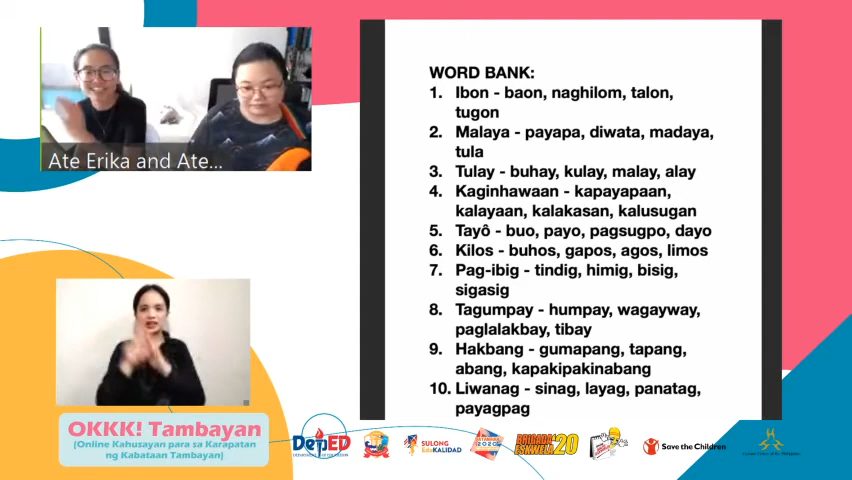 Ate Erika and Ate...
WORD BANK:
1. Ibon - baon, naghilom, talon,
tugon
2. Malaya - payapa, diwata, madaya,
tula
3. Tulay - buhay, kulay, malay, alay
4. Kaginhawaan - kapayapaan,
kalayaan, kalakasan, kalusugan
5. Tayô - buo, payo, pagsugpo, dayo
6. Kilos - buhos, gapos, agos, limos
7. Pag-ibig - tindig, himig, bisig,
sigasig
8. Tagumpay - humpay, wagayway,
paglalakbay, tibay
9. Hakbang - gumapang, tapang,
abang, kapakipakinabang
10. Liwanag - sinag, layag, panatag,
payagpag
OKKK! Tambayan
(Online Kahusayan para sa Karapatan
ng Kabataan Tambayan)
DepED
DEPARTMENT OF EDUCATION
SULONG
EduKALIDAD
BRIGADA
ESKWELA '20
Save the Children